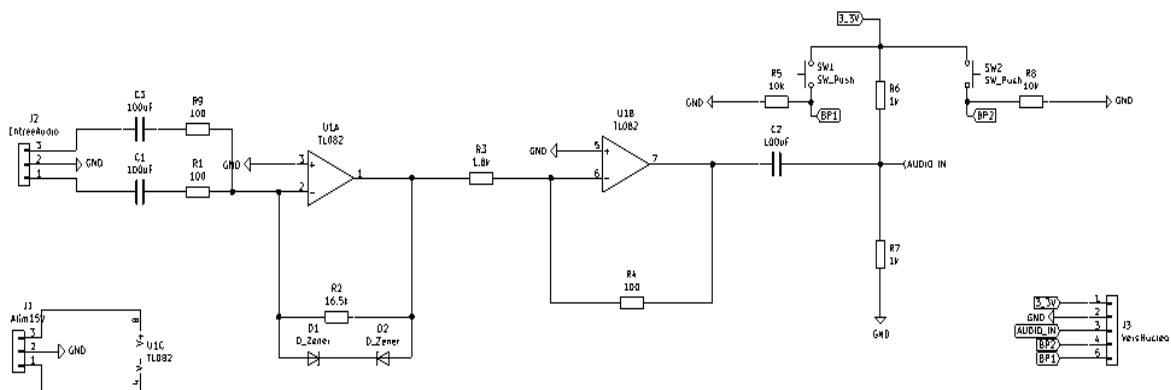 3_3V
SW1
SW_Push
SW2
SW_Push
R5
10k
R8
10k
R6
1k
GND
BP1
BP2
GND
C3
100uF
R9
100
J2
EntreeAudio
3
2
1
GND
C1
100uF
R1
100
GND
U1A
TL082
3
+
2
-
1
R3
1.8k
GND
U1B
TL082
5
+
6
-
7
C2
100uF
AUDIO_IN
R7
1k
GND
R2
16.5k
D1
D_Zener
D2
D_Zener
R4
100
J1
Alim15V
3
2
1
GND
8
V+
V-
4
U1C
TL082
3_3V
GND
AUDIO_IN
BP2
BP1
1
2
3
4
5
J3